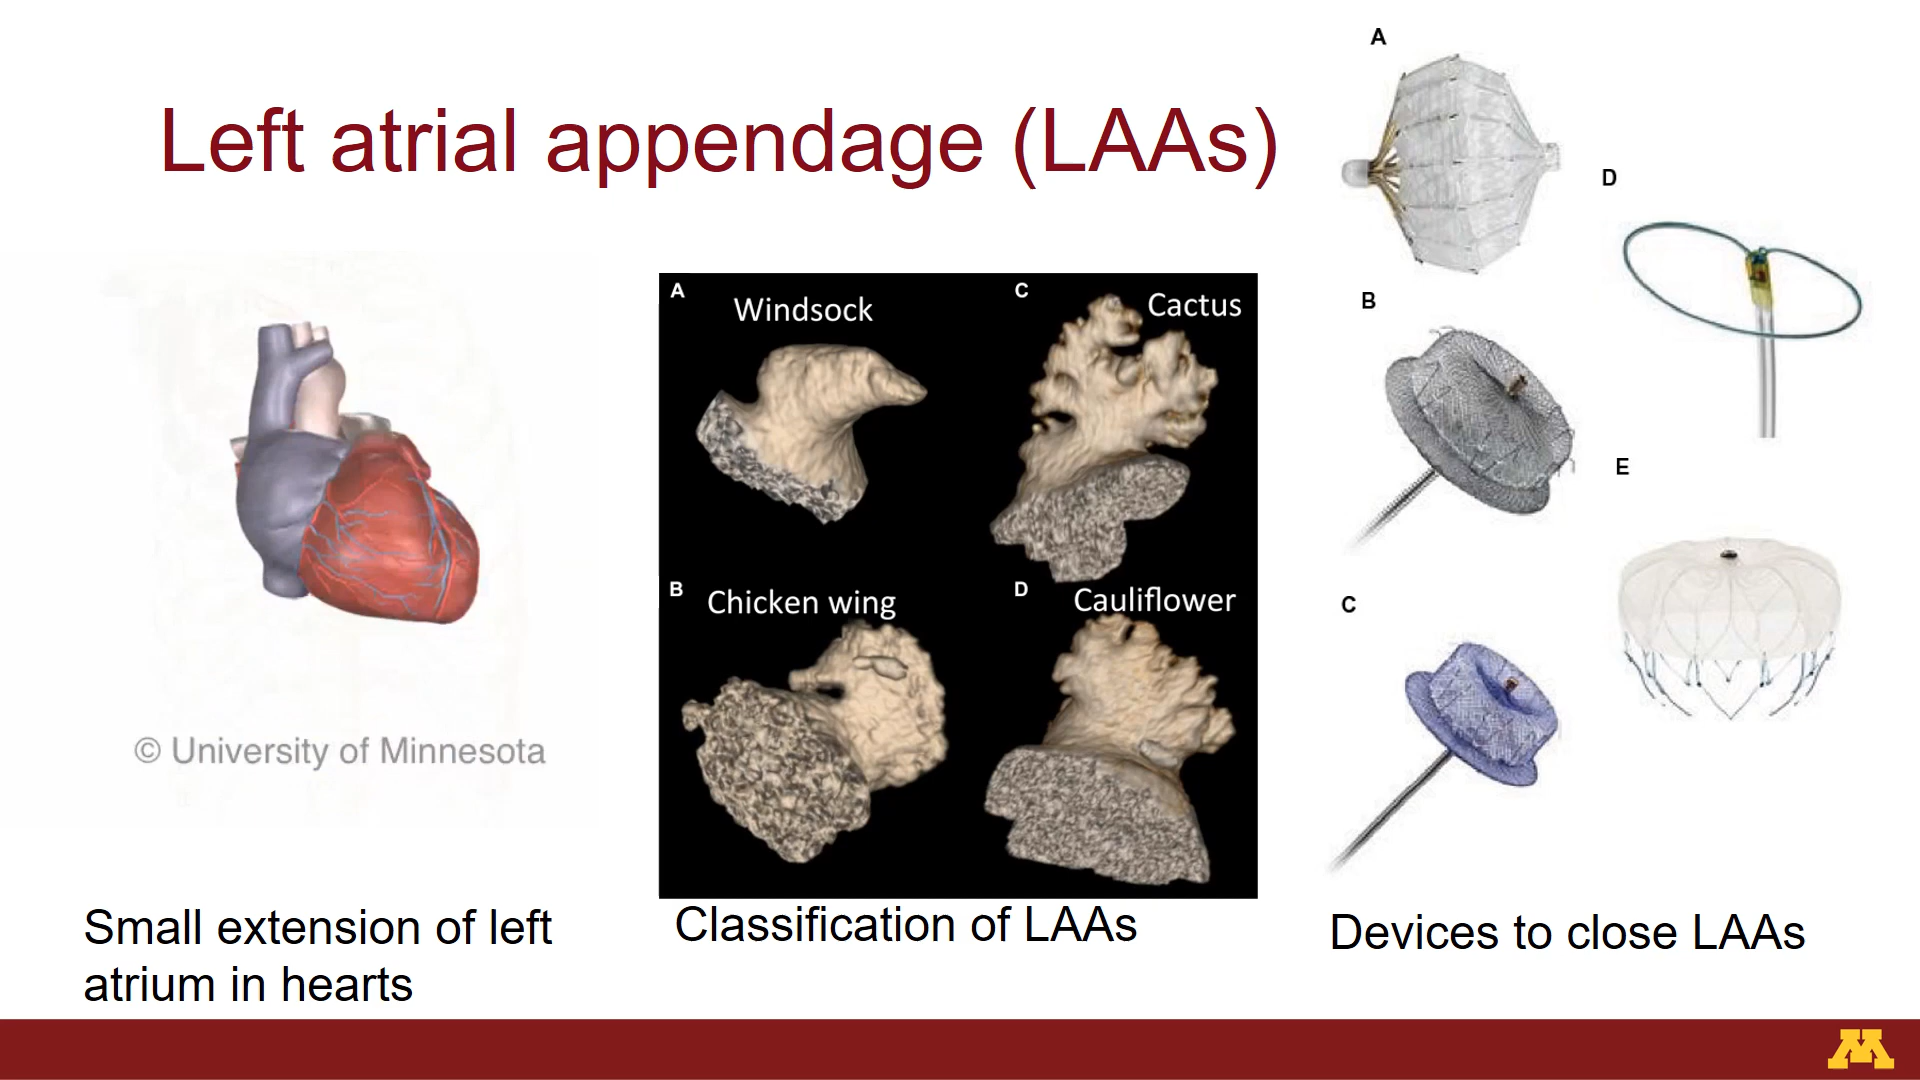 Left atrial appendage (LAAs)
© University of Minnesota
Small extension of left
atrium in hearts
A
Windsock
C
Cactus
B
Chicken wing
D
Cauliflower
Classification of LAAs
A
D
B
E
C
Devices to close LAAs
M